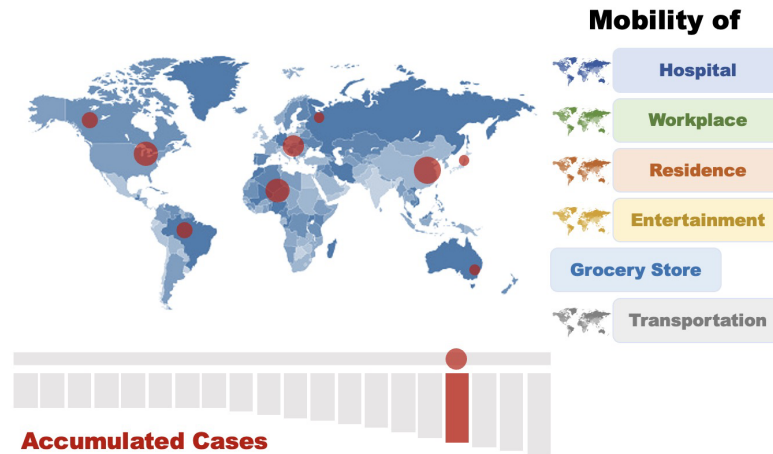 Mobility of
Hospital
Workplace
Residence
Entertainment
Grocery Store
Transportation
Accumulated Cases